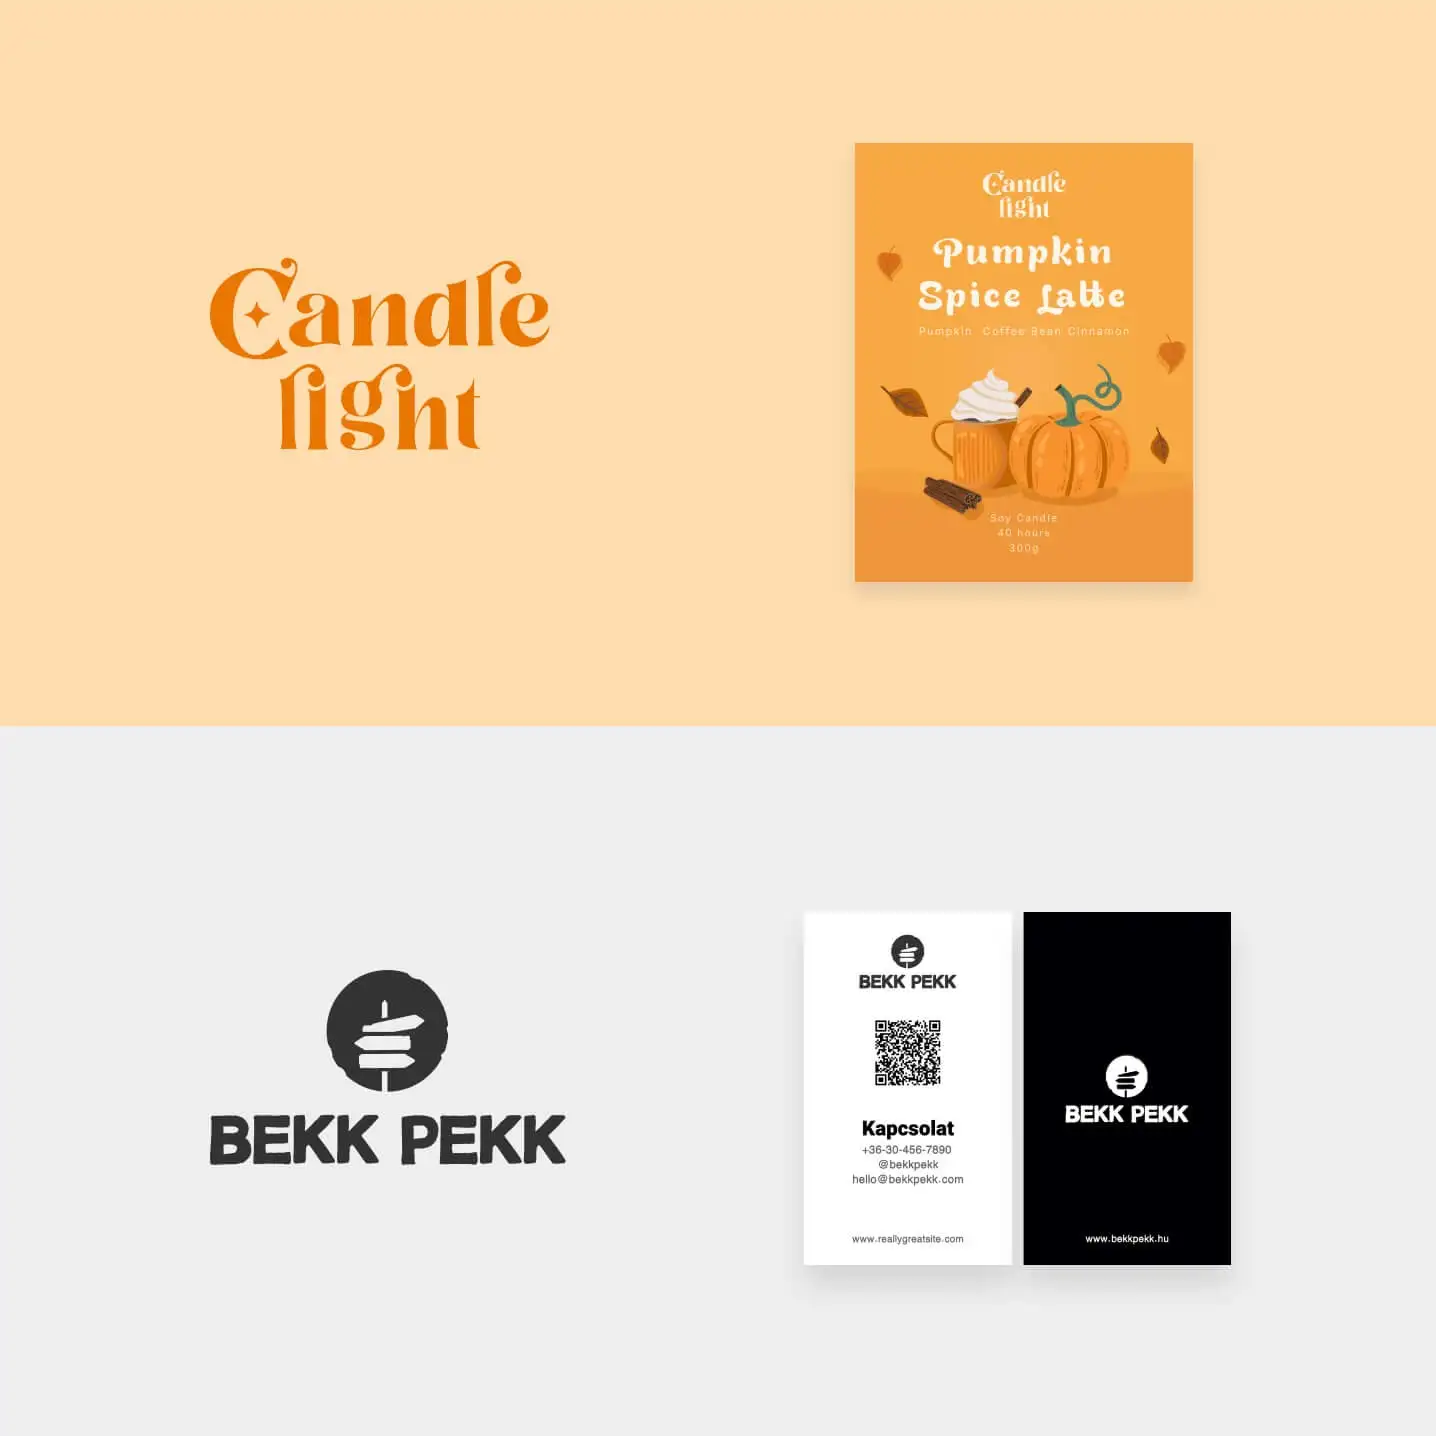 Candle
light
Candle
light
Pumpkin
Spice Latte
Pumpkin Coffee Bean Cinnamon
Soy Candle
40 hours
300g
BEKK PEKK
BEKK PEKK
Kapcsolat
+36-30-456-7890
@bekkpekk
hello@bekkpekk.com
www.reallygreatsite.com
BEKK PEKK
www.bekkpekk.hu